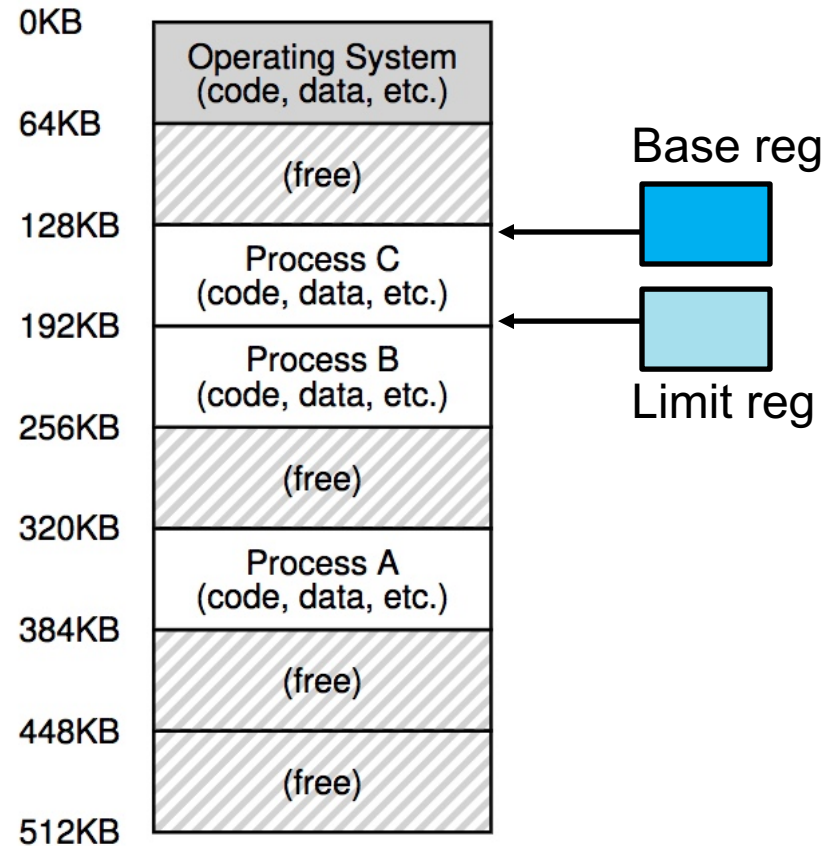 0KB
Operating System
(code, data, etc.)
64KB
(free)
Base reg
128KB
Process C
(code, data, etc.)
192KB
Process B
(code, data, etc.)
Limit reg
256KB
(free)
320KB
Process A
(code, data, etc.)
384KB
(free)
448KB
(free)
512KB